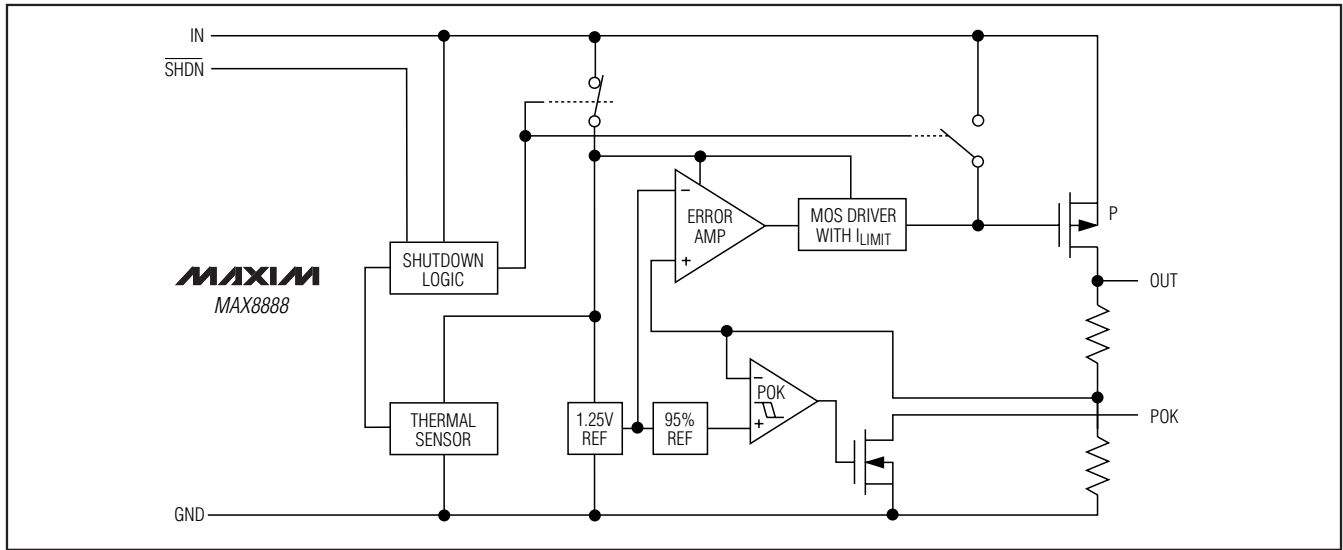 IN
SHDN
P
−
ERROR
AMP
+
MOS DRIVER
WITH ILIMIT
SHUTDOWN
LOGIC
MAXIM
MAX8888
OUT
−
POK
+
THERMAL
SENSOR
1.25V
REF
95%
REF
POK
GND